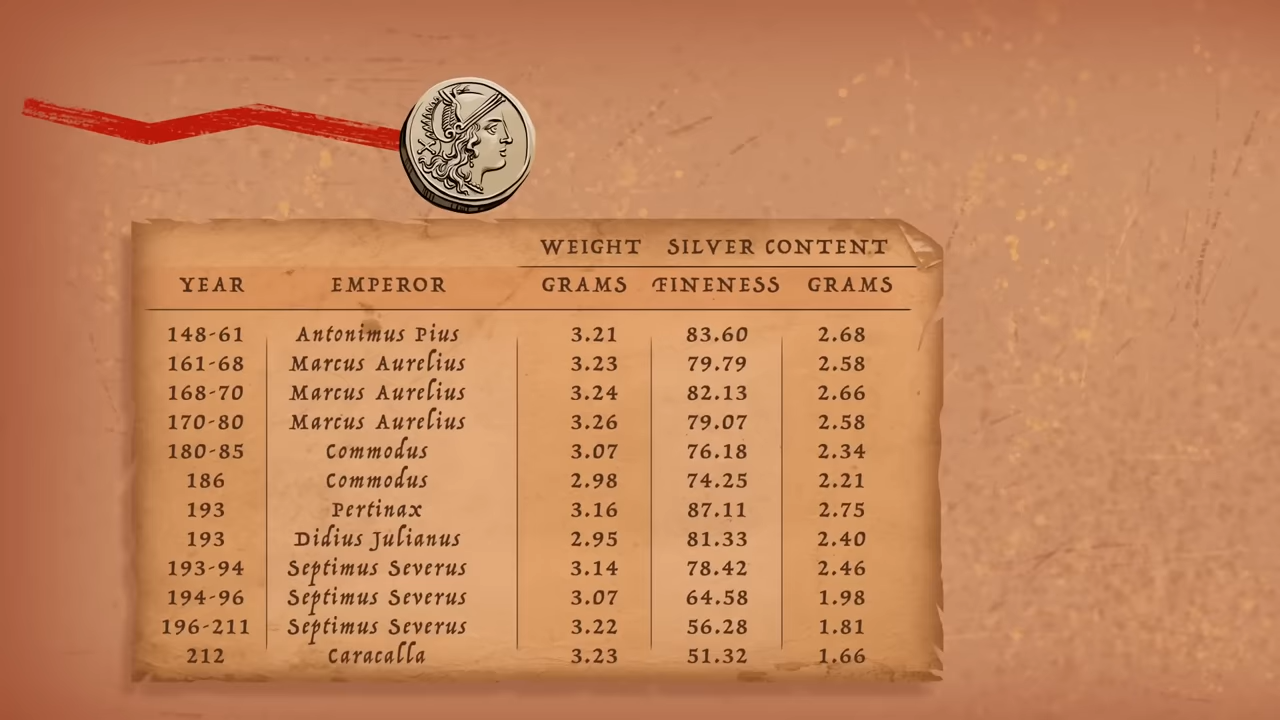 WEIGHT SILVER CONTENT
YEAR EMPEROR GRAMS FINENESS GRAMS
148-61 Antonimus Pius 3.21 83.60 2.68
161-68 Marcus Aurelius 3.23 79.79 2.58
168-70 Marcus Aurelius 3.24 82.13 2.66
170-80 Marcus Aurelius 3.26 79.07 2.58
180-85 Commodus 3.07 76.18 2.34
186 Commodus 2.98 74.25 2.21
193 Pertinax 3.16 87.11 2.75
193 Didius Julianus 2.95 81.33 2.40
193-94 Septimus Severus 3.14 78.42 2.46
194-96 Septimus Severus 3.07 64.58 1.98
196-211 Septimus Severus 3.22 56.28 1.81
212 Caracalla 3.23 51.32 1.66